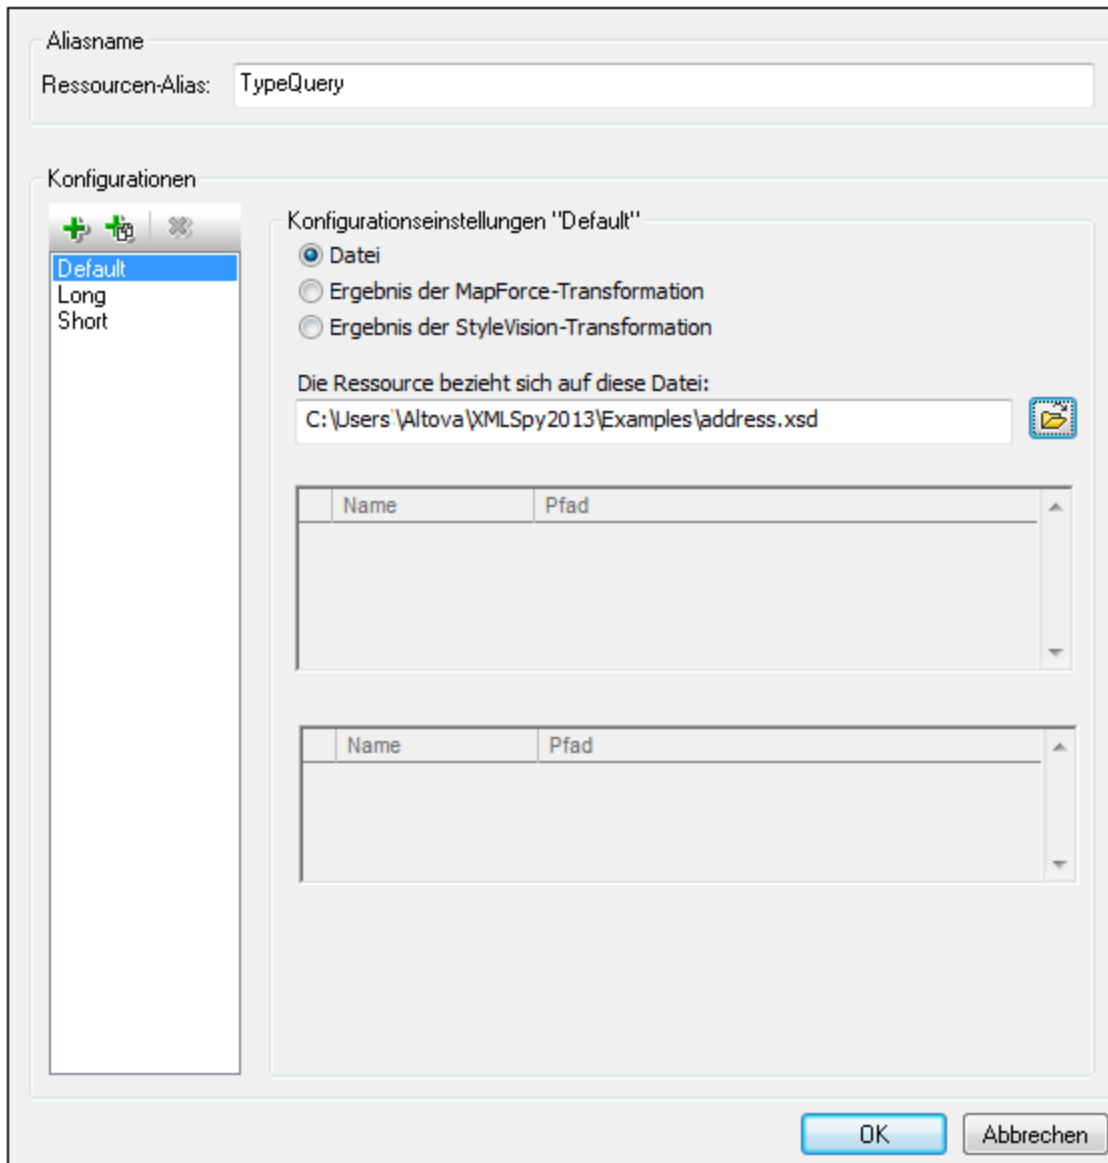 Aliasname
Ressourcen-Alias: TypeQuery
Konfigurationen
Konfigurationseinstellungen "Default"
Default
Long
Short
Datei
Ergebnis der MapForce-Transformation
Ergebnis der StyleVision-Transformation
Die Ressource bezieht sich auf diese Datei:
C:\Users\Altova\XMLSpy2013\Examples\address.xsd
Name Pfad
Name Pfad
OK Abbrechen